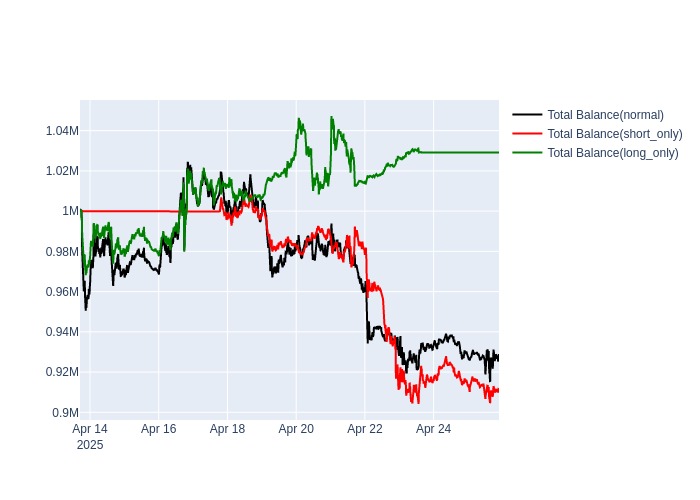 Total Balance(normal)
Total Balance(short_only)
Total Balance(long_only)
1.04M
1.02M
1M
0.98M
0.96M
0.94M
0.92M
0.9M
Apr 14
2025
Apr 16
Apr 18
Apr 20
Apr 22
Apr 24